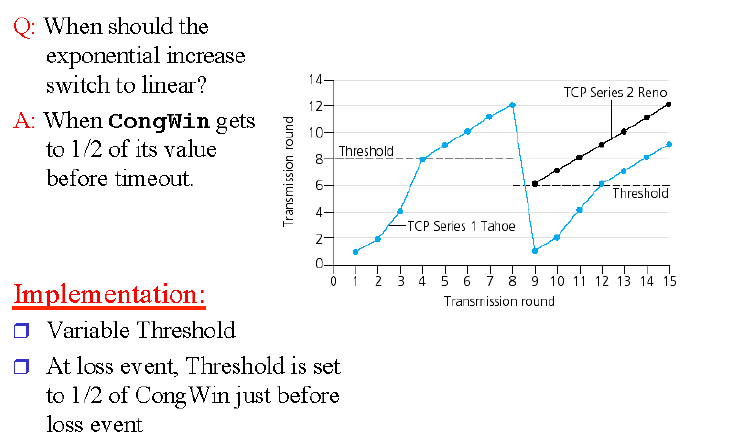 Q: When should the
exponential increase
switch to linear?
A: When CongWin gets
to 1/2 of its value
before timeout.
Implementation:
Variable Threshold
At loss event, Threshold is set
to 1/2 of CongWin just before
loss event
Transmission round
14
12
10
8
6
4
2
0
Threshold
TCP Series 1 Tahoe
TCP Series 2 Reno
Threshold
0 1 2 3 4 5 6 7 8 9 10 11 12 13 14 15
Transmission round